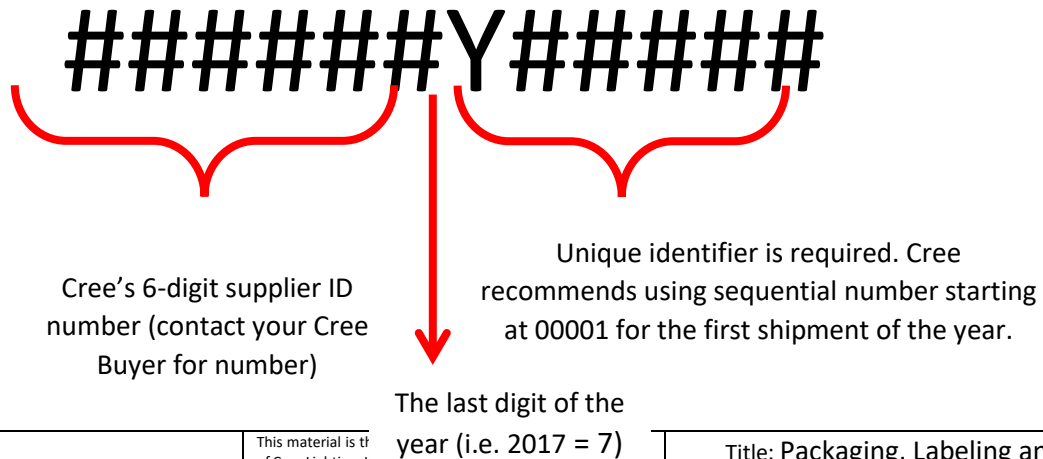 ######Y#####
Cree's 6-digit supplier ID
number (contact your Cree
Buyer for number)
Unique identifier is required. Cree
recommends using sequential number starting
at 00001 for the first shipment of the year.
The last digit of the
year (i.e. 2017 = 7)
This material is th
Title: Packaging, Labeling an